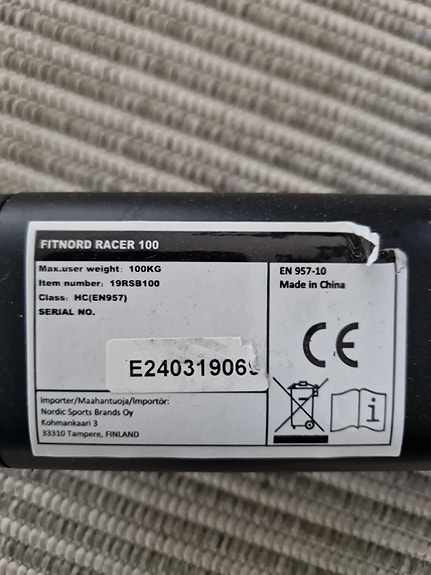 FITNORD RACER 100
Max.user weight: 100KG
Item number: 19RSB100
Class: HC(EN957)
SERIAL NO.
E240319069
Importer/Maahantuoja/Importör:
Nordic Sports Brands Oy
Kohmankaari 3
33310 Tampere, FINLAND
EN 957-10
Made in China
CE
i